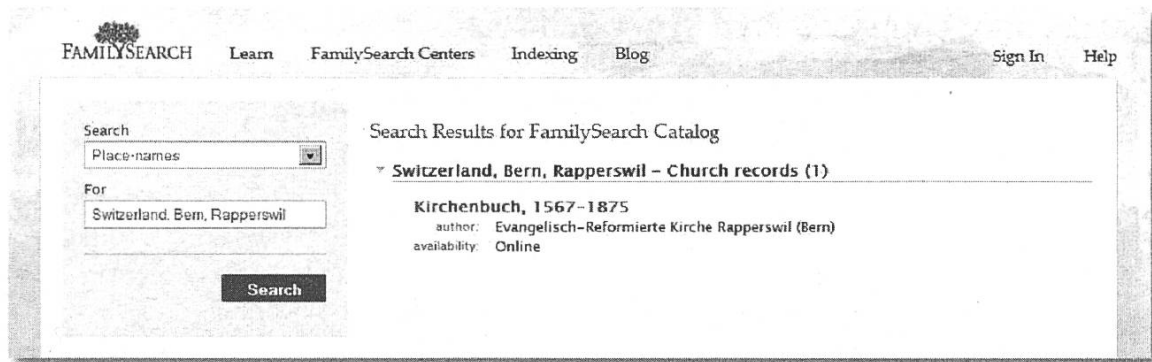 FAMILYSEARCH Learn FamilySearch Centers Indexing Blog Sign In Help
Search
Place-names
For
Switzerland, Bern, Rapperswil
Search
Search Results for FamilySearch Catalog
Switzerland, Bern, Rapperswil – Church records (1)
Kirchenbuch, 1567–1875
author: Evangelisch-Reformierte Kirche Rapperswil (Bern)
availability: Online